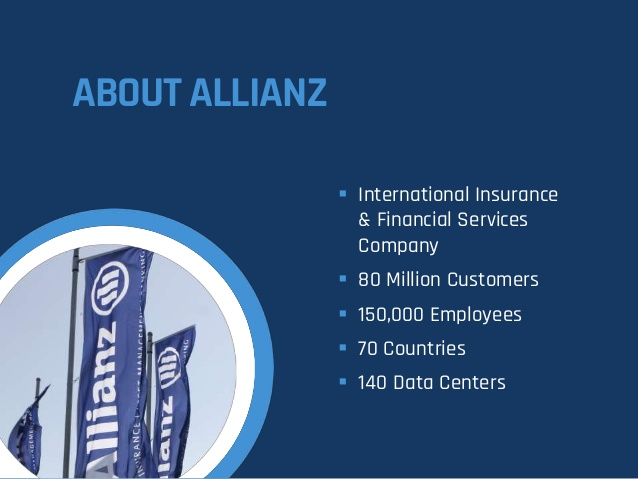 ABOUT ALLIANZ
▪ International Insurance
& Financial Services
Company
▪ 80 Million Customers
▪ 150,000 Employees
▪ 70 Countries
▪ 140 Data Centers
Allianz
Allianz